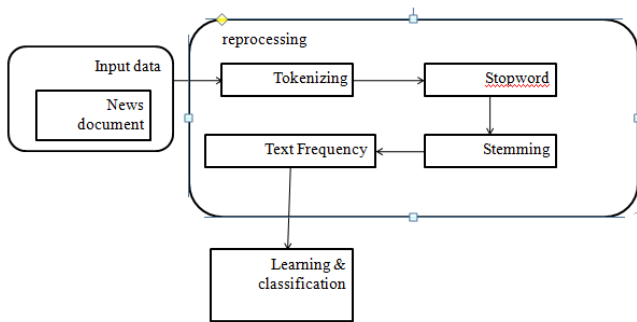 reprocessing
Input data
News
document
Tokenizing
Stopword
Text Frequency
Stemming
Learning &
classification